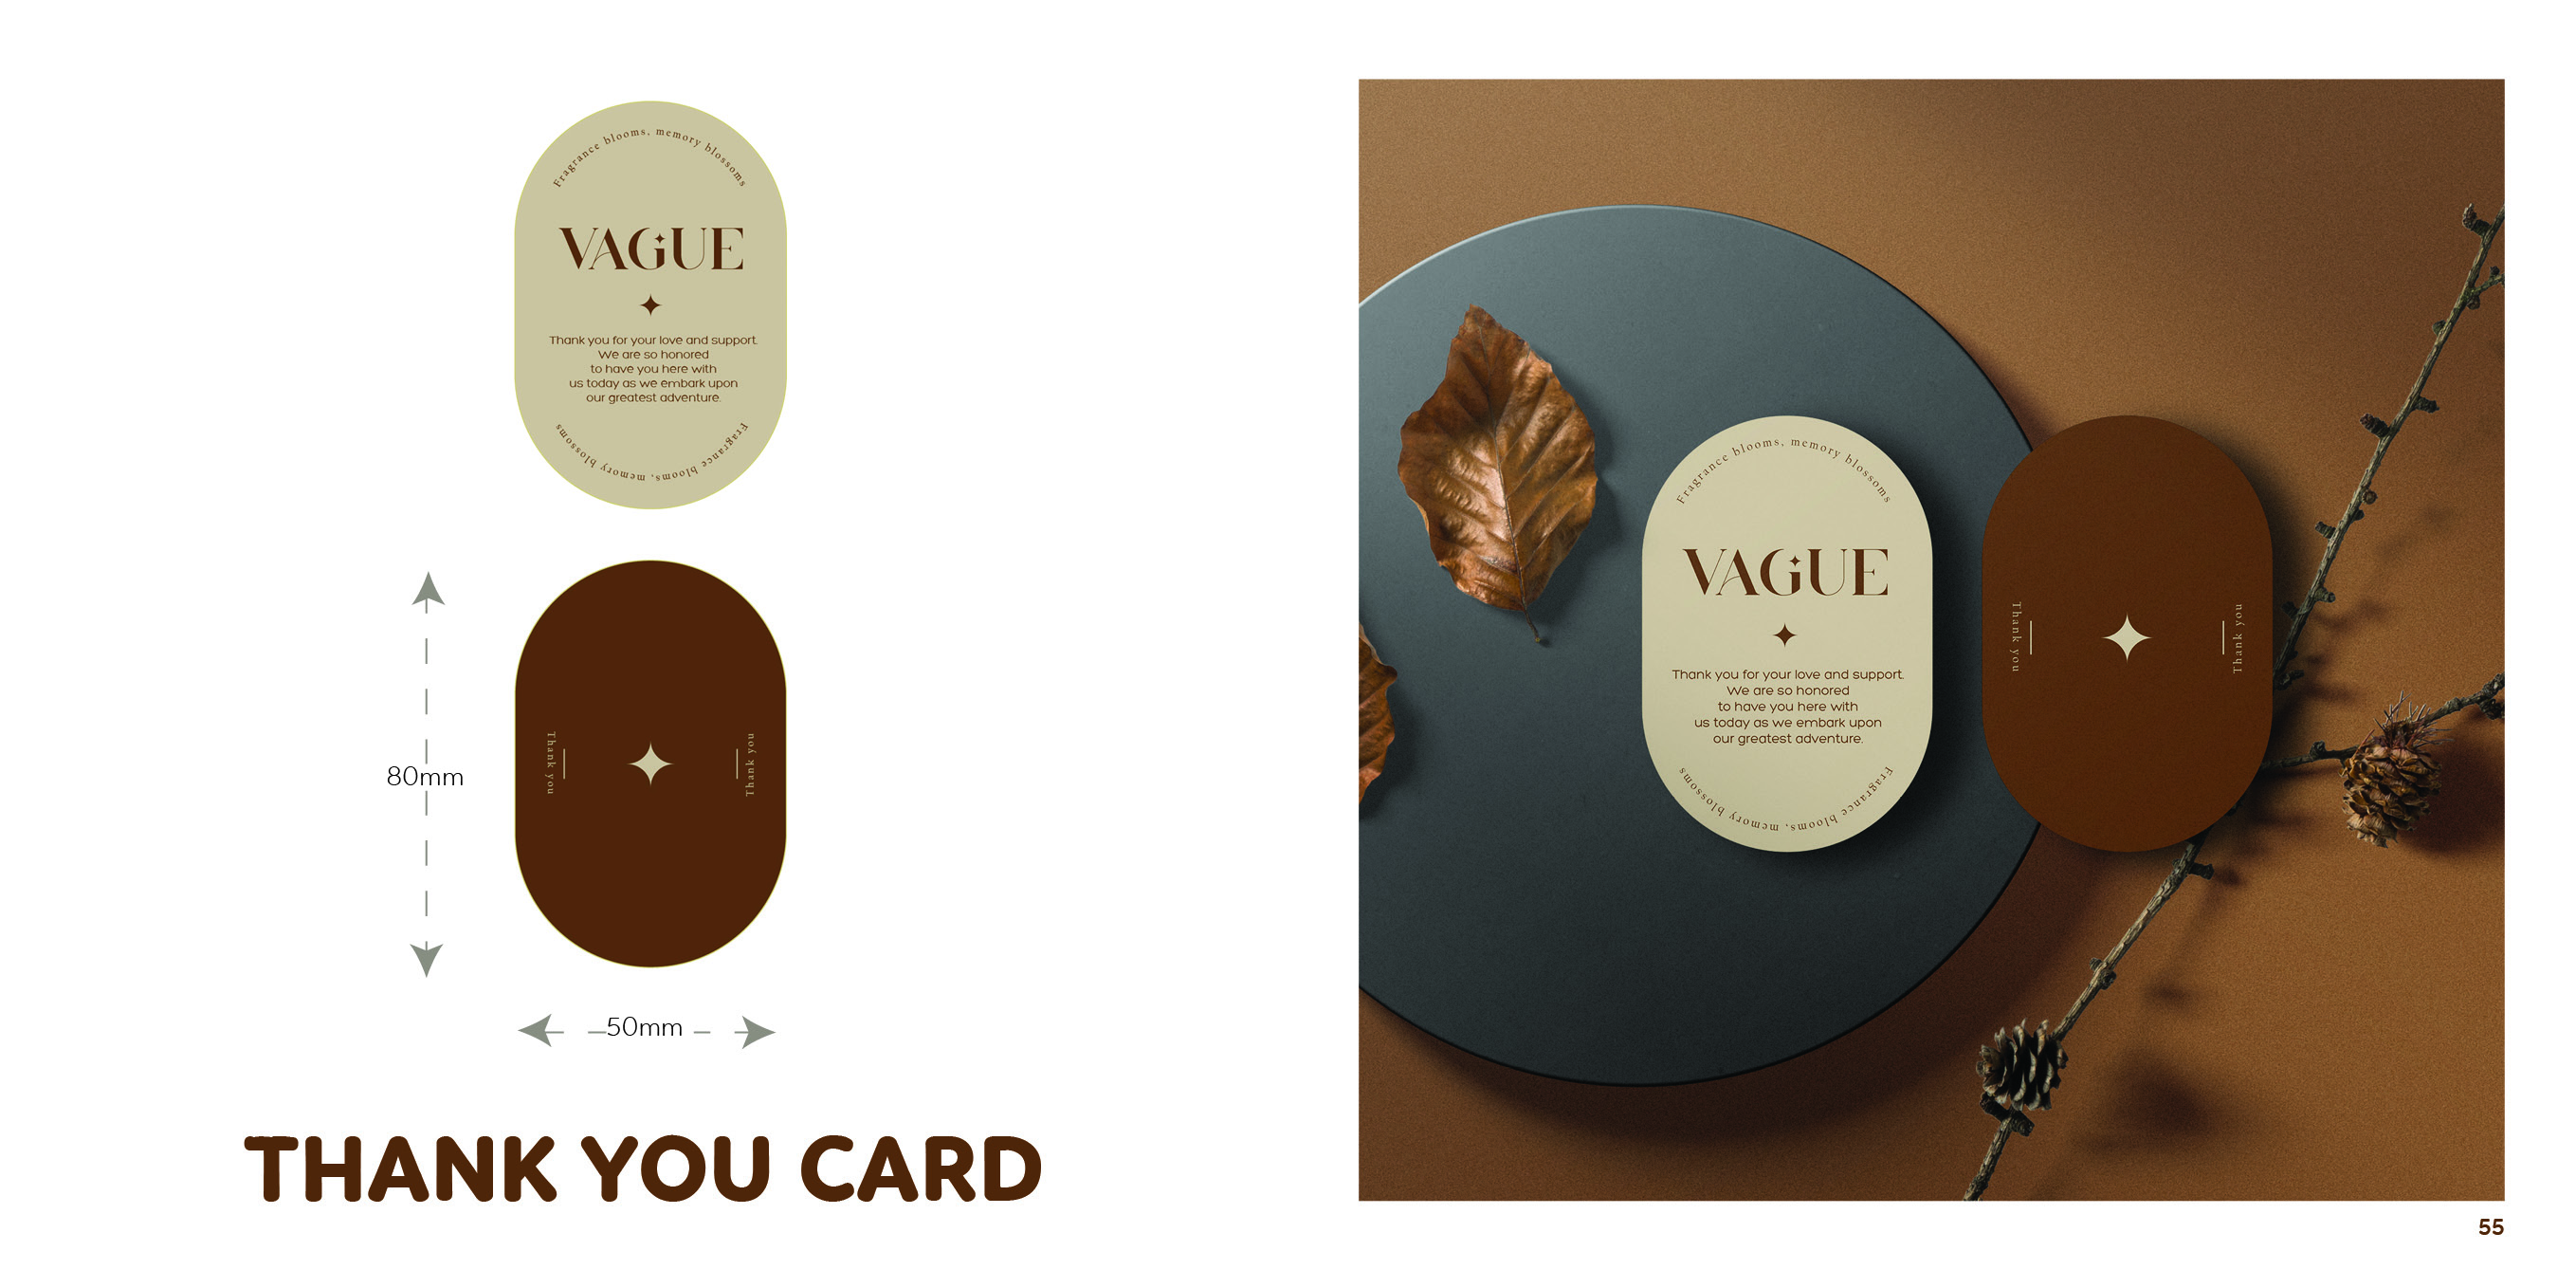 Fragrance blooms, memory blossoms
VAGUE
Thank you for your love and support.
We are so honored
to have you here with
us today as we embark upon
our greatest adventure.
Fragrance blooms, memory blossoms
Thank you
Thank you
80mm
50mm
THANK YOU CARD
Fragrance blooms, memory blossoms
VAGUE
Thank you for your love and support.
We are so honored
to have you here with
us today as we embark upon
our greatest adventure.
Fragrance blooms, memory blossoms
Thank you
Thank you
55